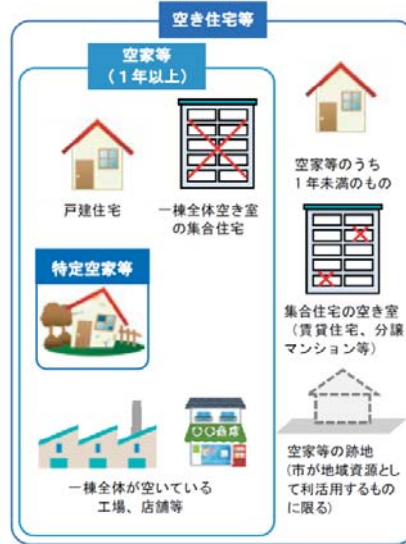 空き住宅等
空家等
(1年以上)
戸建住宅
一棟全体空き室
の集合住宅
特定空家等
〇〇商店
一棟全体が空いている
工場、店舗等
空家等のうち
1年未満のもの
集合住宅の空き室
(賃貸住宅、分譲
マンション等)
空家等の跡地
(市が地域資源とし
て利活用するもの
に限る)